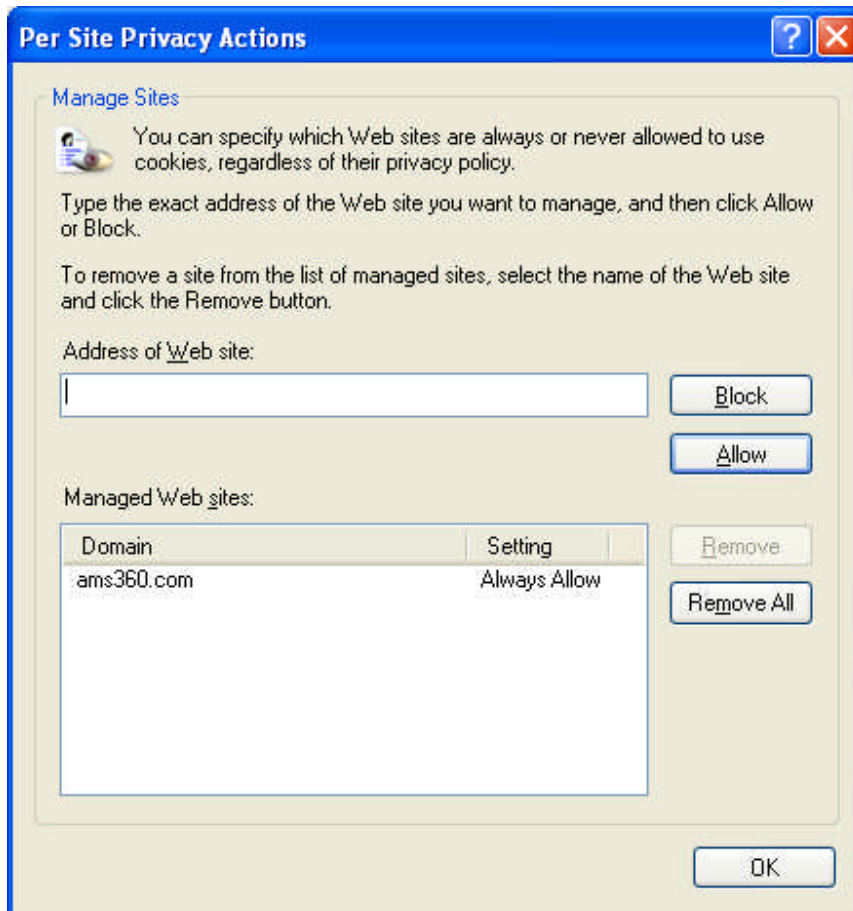 Per Site Privacy Actions
Manage Sites
You can specify which Web sites are always or never allowed to use
cookies, regardless of their privacy policy.
Type the exact address of the Web site you want to manage, and then click Allow
or Block.
To remove a site from the list of managed sites, select the name of the Web site
and click the Remove button.
Address of Web site:
Block
Allow
Managed Web sites:
Domain Setting
ams360.com Always Allow
Remove
Remove All
OK